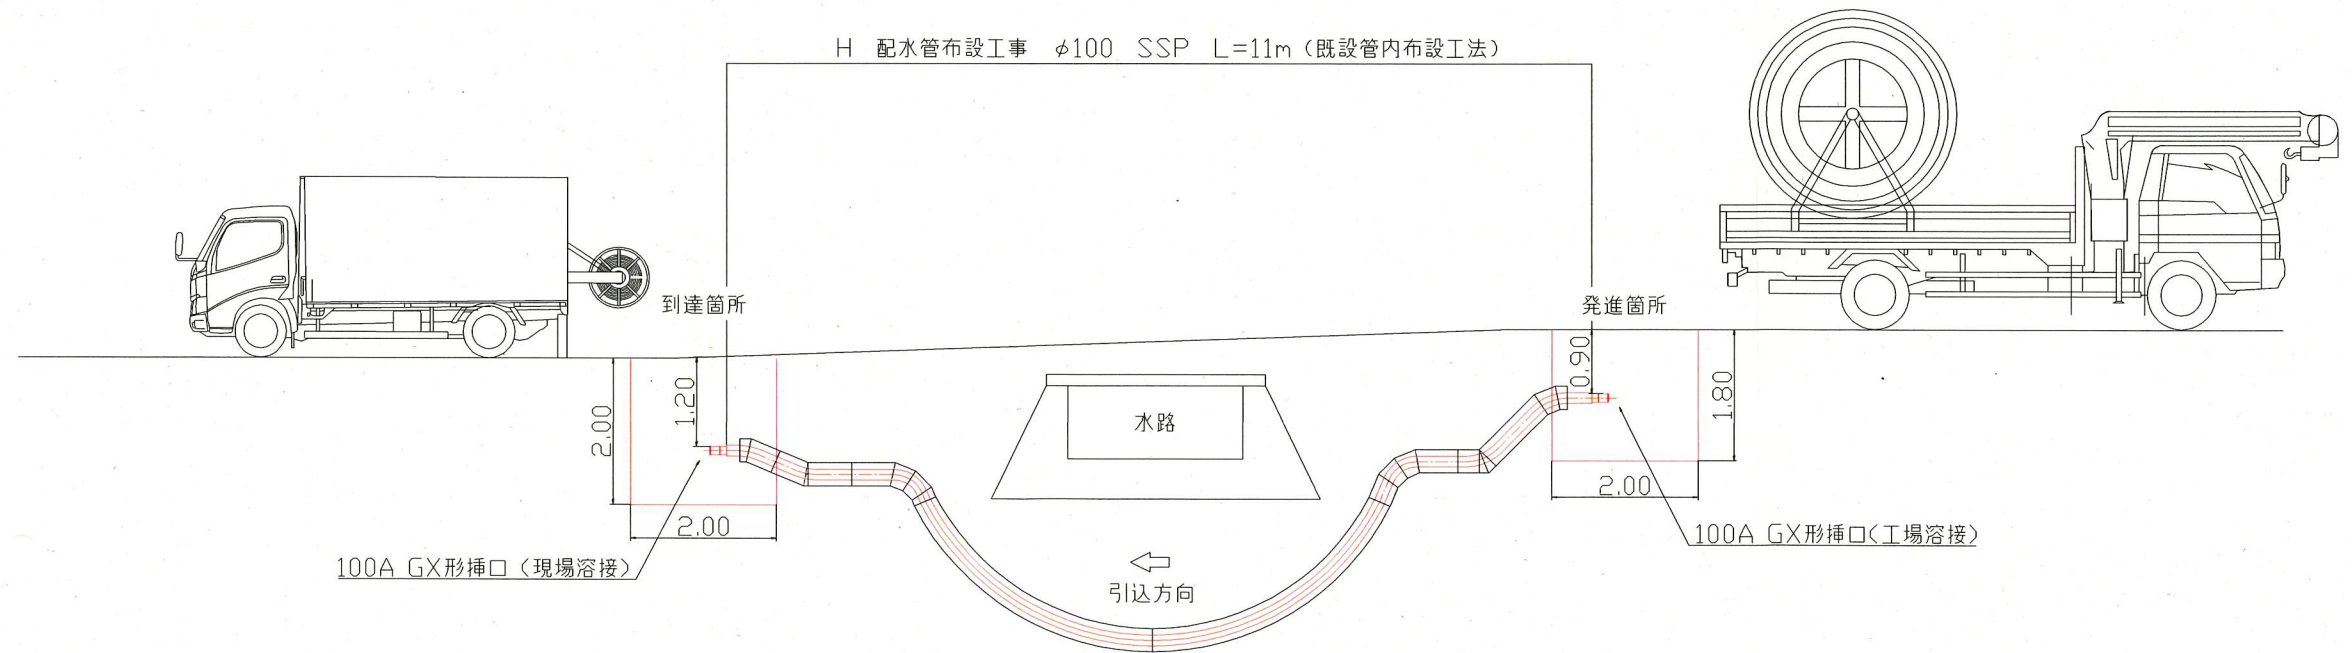 H 配水管布設工事 φ100 SSP L=11m (既設管内布設工法)
到達箇所
発進箇所
0.90
1.20
2.00
1.80
水路
2.00
2.00
100A GX形挿口(工場溶接)
100A GX形挿口 (現場溶接)
引込方向